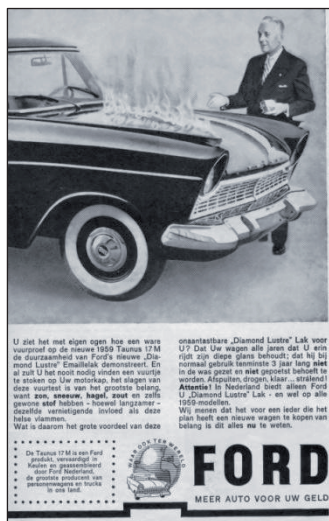 U ziet het met eigen ogen hoe een ware
vuurproef op de nieuwe 1959 Taunus 17 M
de duurzaamheid van Ford's nieuwe „Dia-
mond Lustre" Emaillelak demonstreert. En
al zult U het nooit nodig vinden een vuurtje
te stoken op Uw motorkap, het slagen van
deze vuurtest is van het grootste belang,
want zon, sneeuw, hagel, zout en zelfs
gewone stof hebben - hoewel langzamer -
dezelfde vernietigende invloed als deze
helse vlammen.
Wat is daarom het grote voordeel van deze
onaantastbare „Diamond Lustre" Lak voor
U? Dat Uw wagen alle jaren dat U erin
rijdt zijn diepe glans behoudt; dat hij bij
normaal gebruik tenminste 3 jaar lang niet
in de was gezet en niet gepoetst behoeft te
worden. Afspuiten, drogen, klaar... stralend!
Attentie! In Nederland biedt alleen Ford
U „Diamond Lustre" Lak - en wel op alle
1959-modellen.
Wij menen dat het voor een ieder die het
plan heeft een nieuwe wagen te kopen van
belang is dit alles nu te weten.
De Taunus 17 M is een Ford
produkt, vervaardigd in
Keulen en geassembleerd
door Ford Nederland,
de grootste producent van
personenwagens en trucks
in ons land.
WAAR OOK TER WERELD
FORD
MEER AUTO VOOR UW GELD